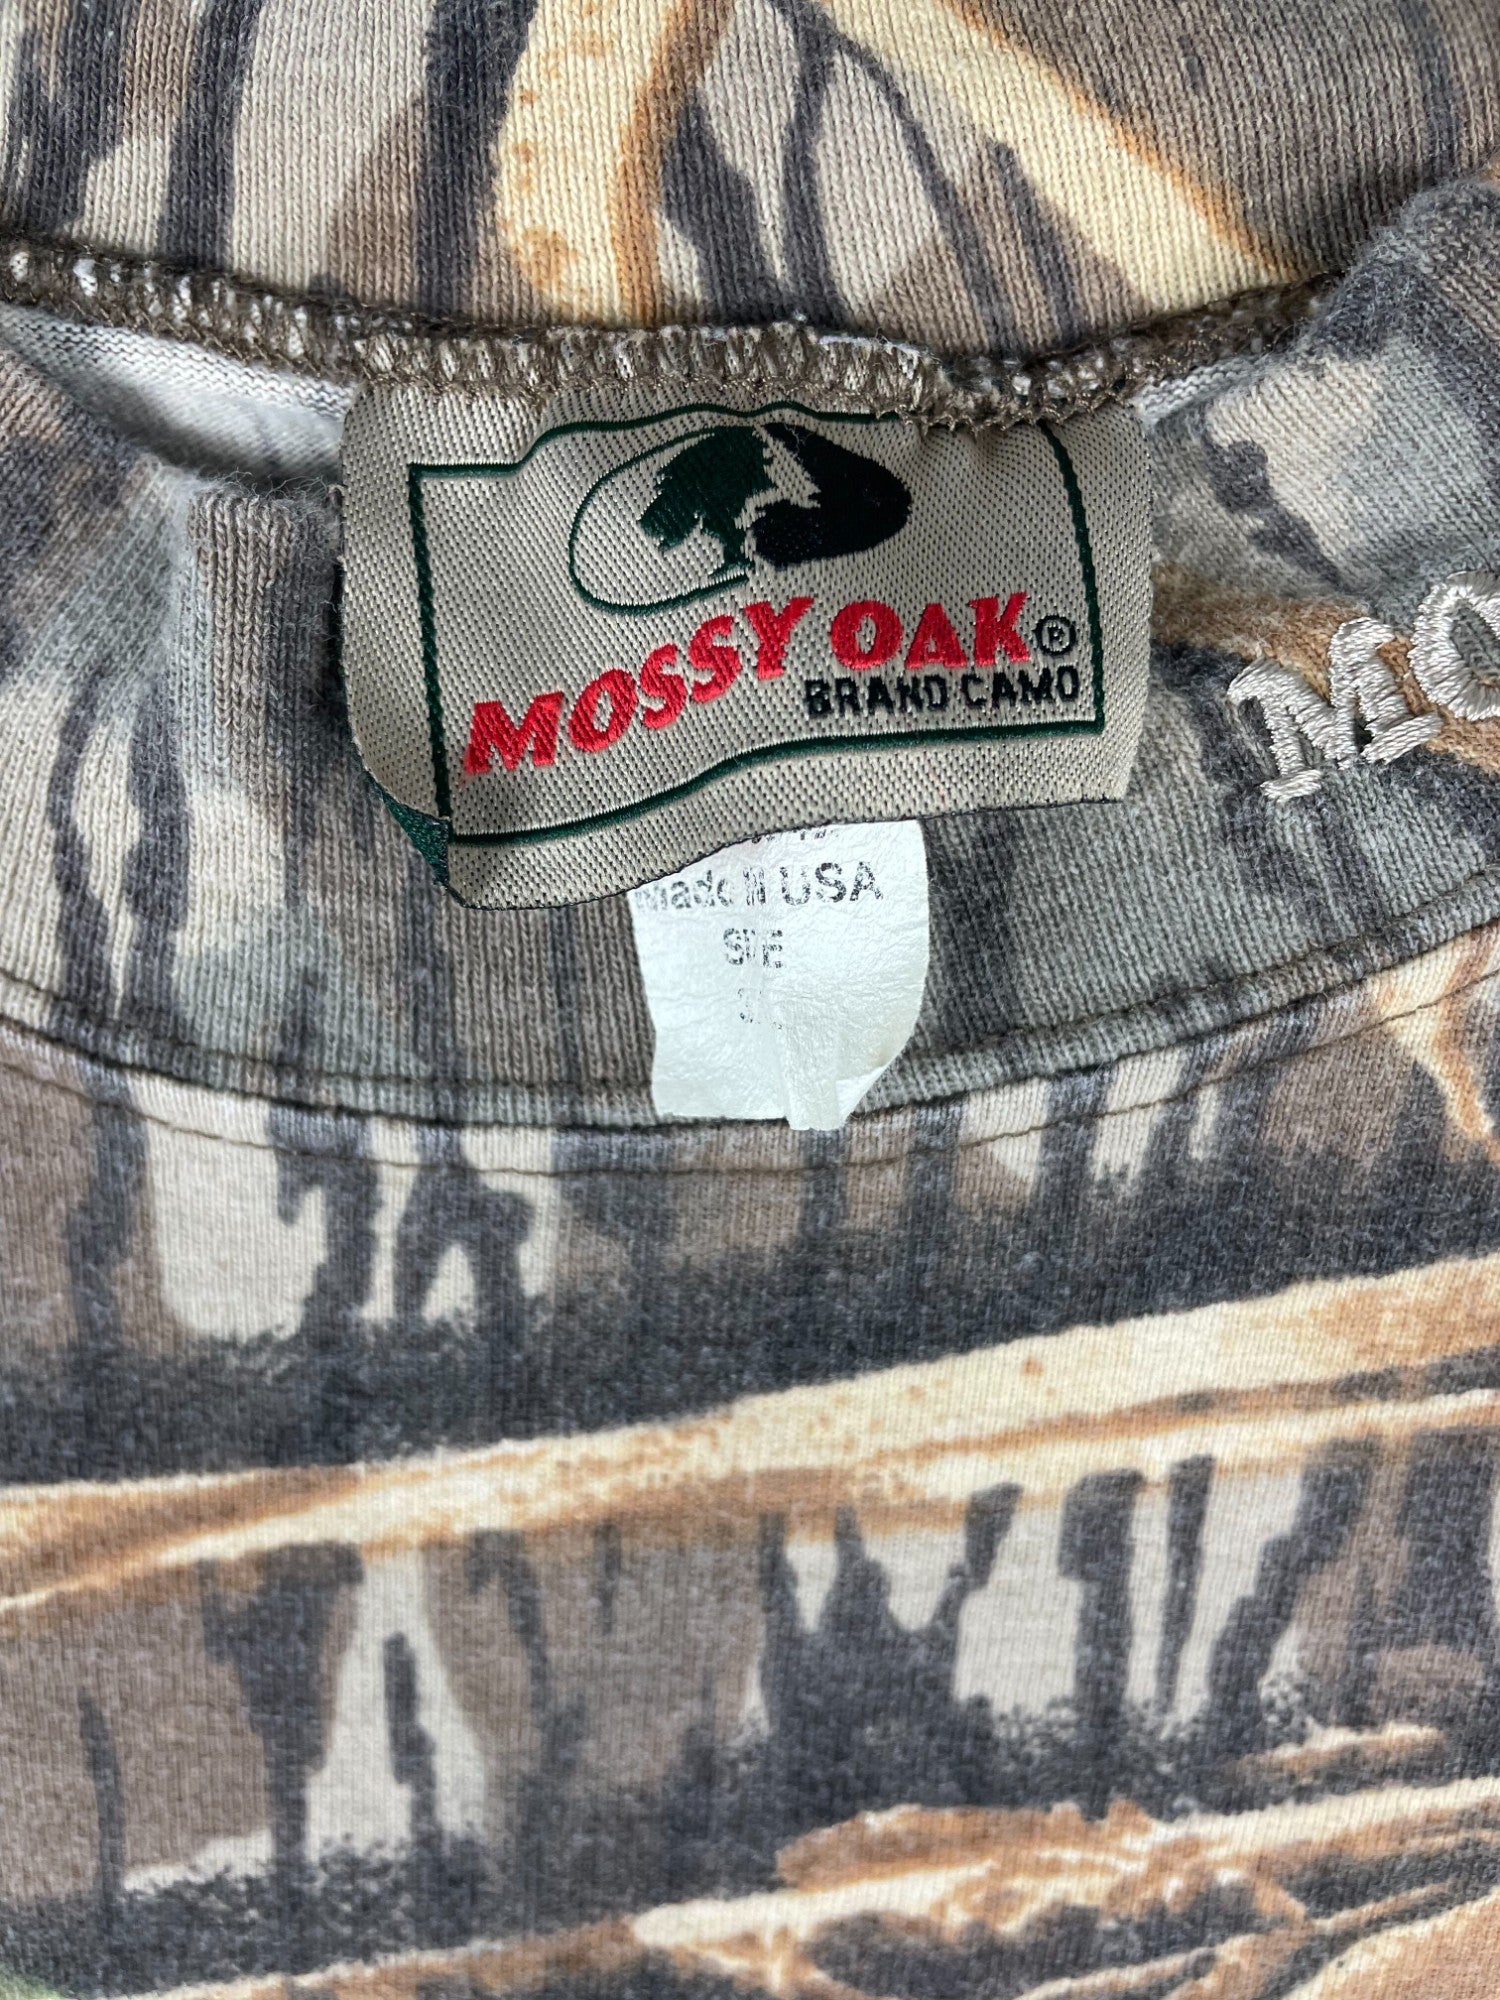 MOSSY OAK®
BRAND CAMO
MO
Made IN USA
SIZE